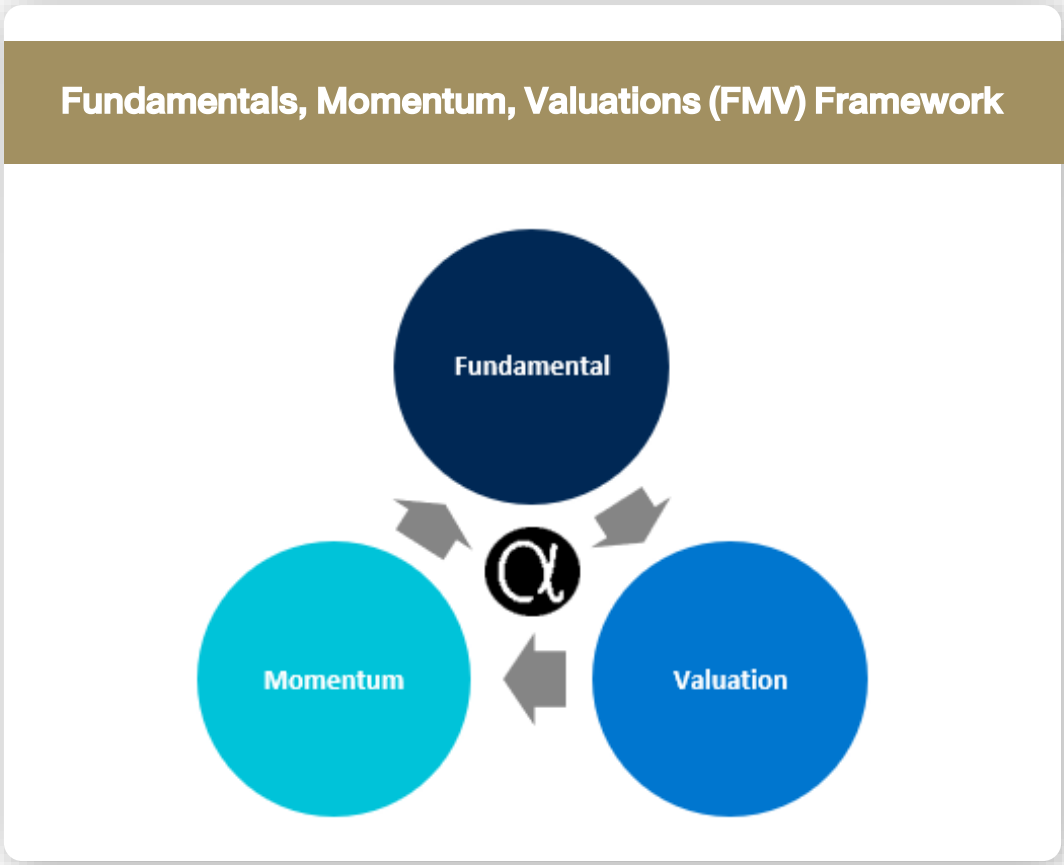 Fundamentals, Momentum, Valuations (FMV) Framework
Fundamental
α
Momentum
Valuation